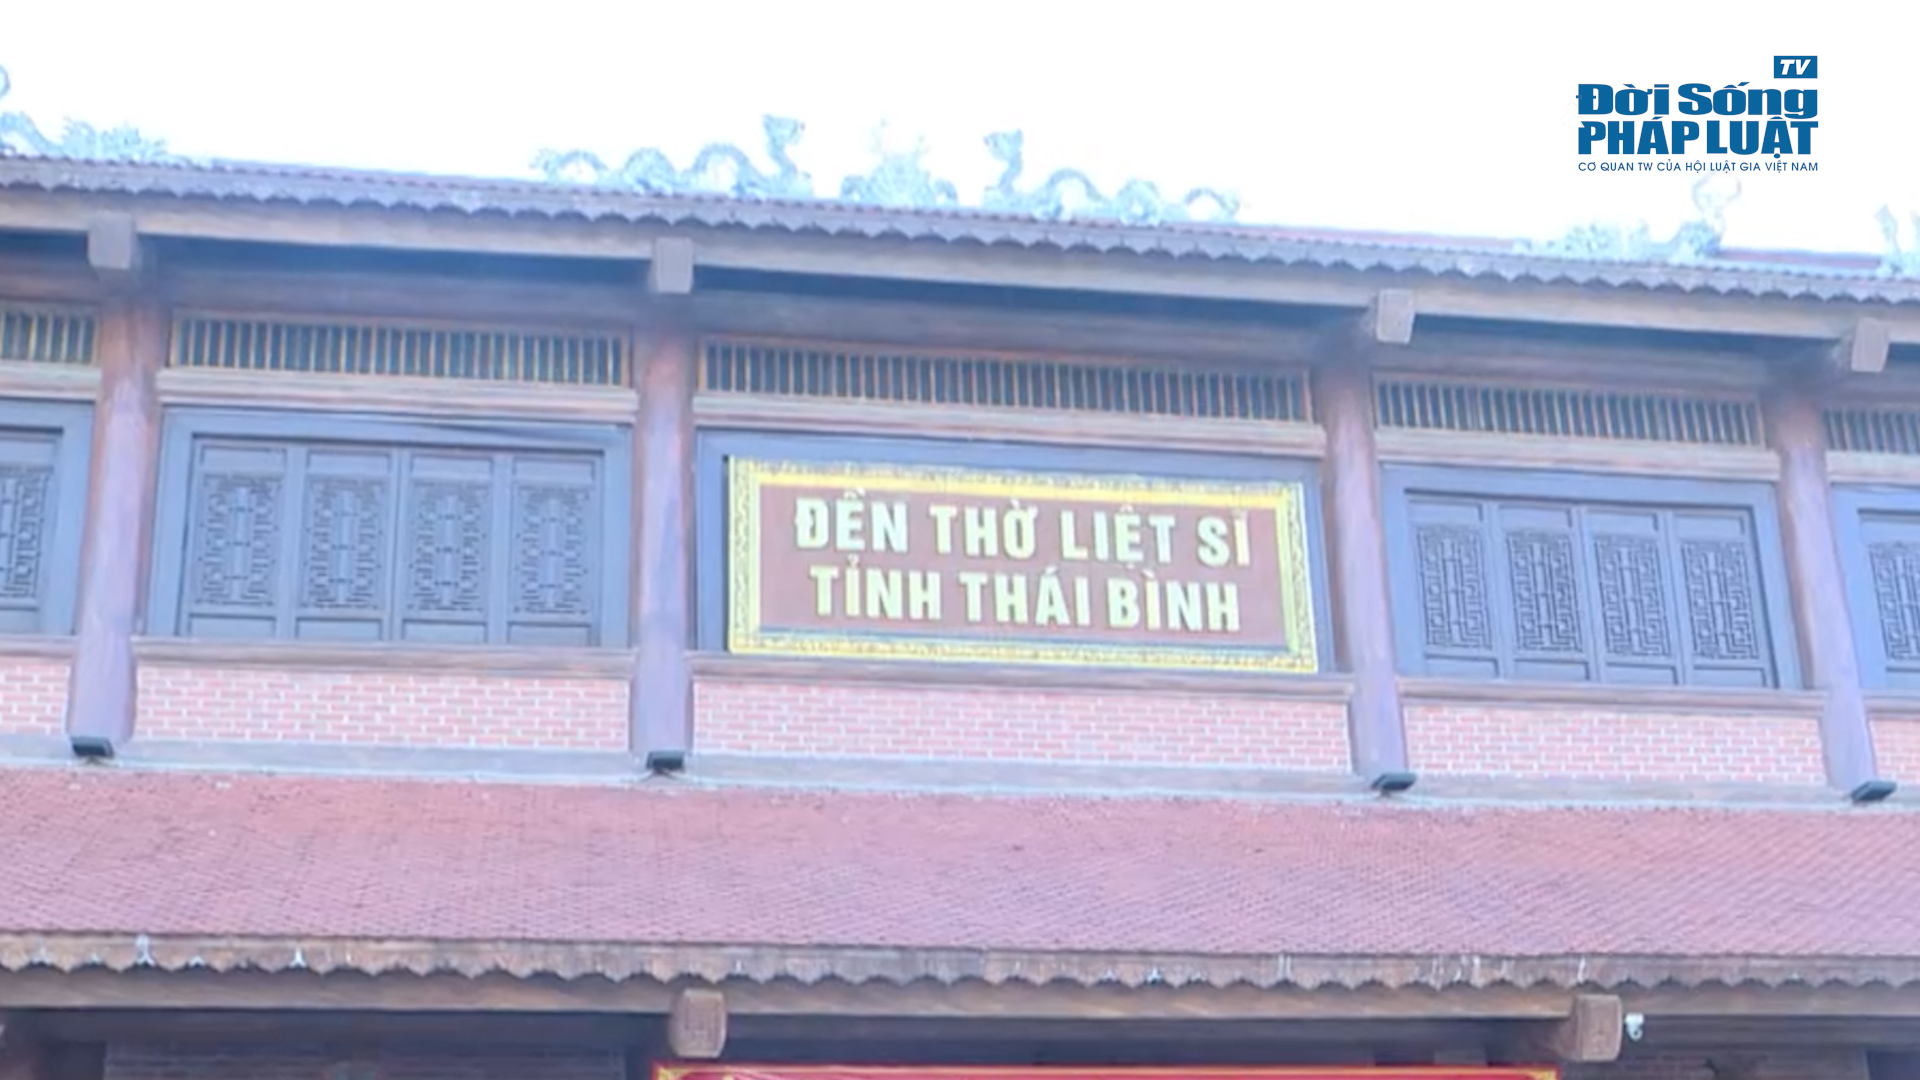 TV
Đời Sống
PHÁP LUẬT
CƠ QUAN TW CỦA HỘI LUẬT GIA VIỆT NAM
ĐỀN THỜ LIỆT SĨ
TỈNH THÁI BÌNH